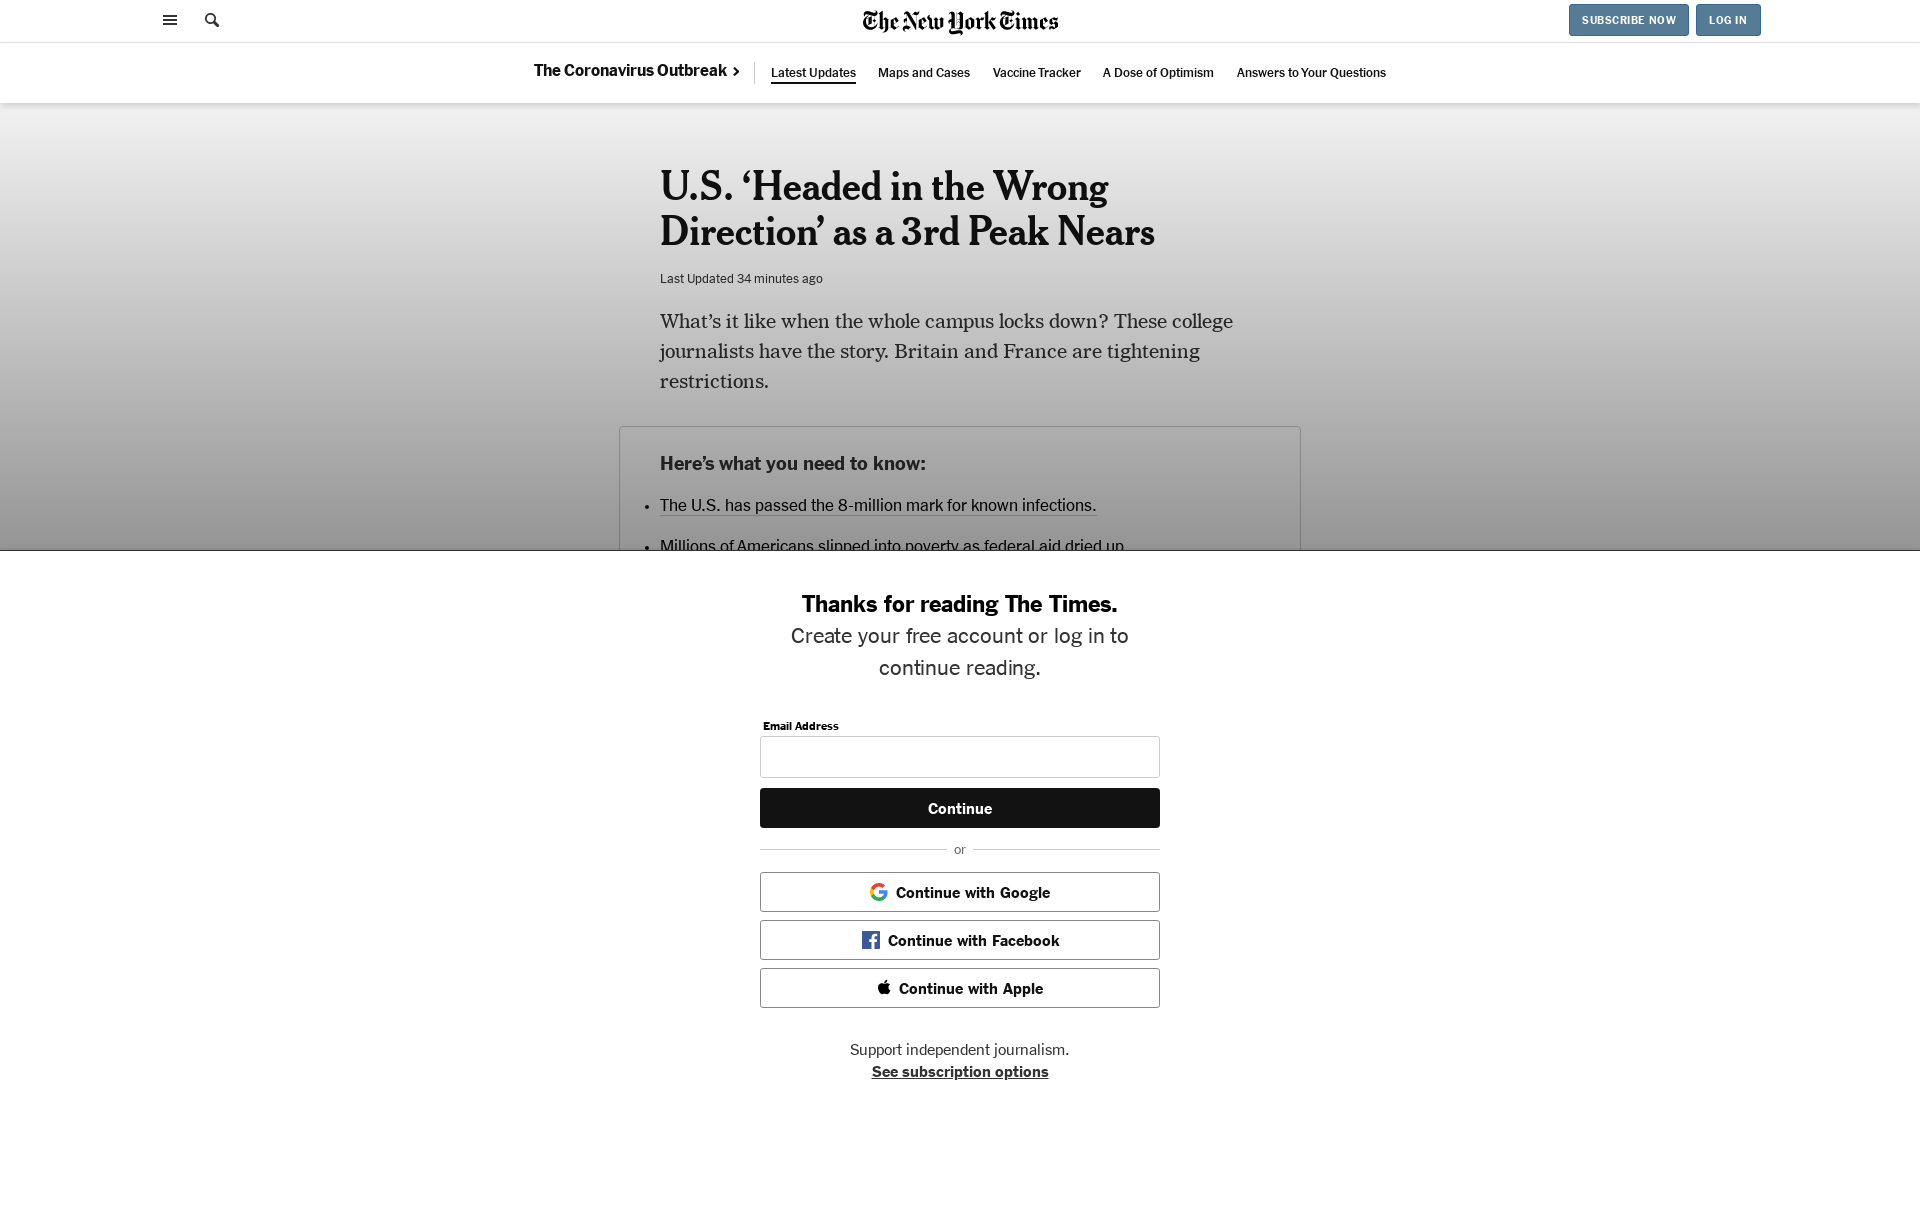 The New York Times
SUBSCRIBE NOW
LOG IN
The Coronavirus Outbreak
Latest Updates
Maps and Cases
Vaccine Tracker
A Dose of Optimism
Answers to Your Questions
U.S. ‘Headed in the Wrong
Direction’ as a 3rd Peak Nears
Last Updated 34 minutes ago
What’s it like when the whole campus locks down? These college
journalists have the story. Britain and France are tightening
restrictions.
Here’s what you need to know:
The U.S. has passed the 8-million mark for known infections.
Millions of Americans slipped into poverty as federal aid dried up.
Thanks for reading The Times.
Create your free account or log in to
continue reading.
Email Address
Continue
or
Continue with Google
Continue with Facebook
Continue with Apple
Support independent journalism.
See subscription options